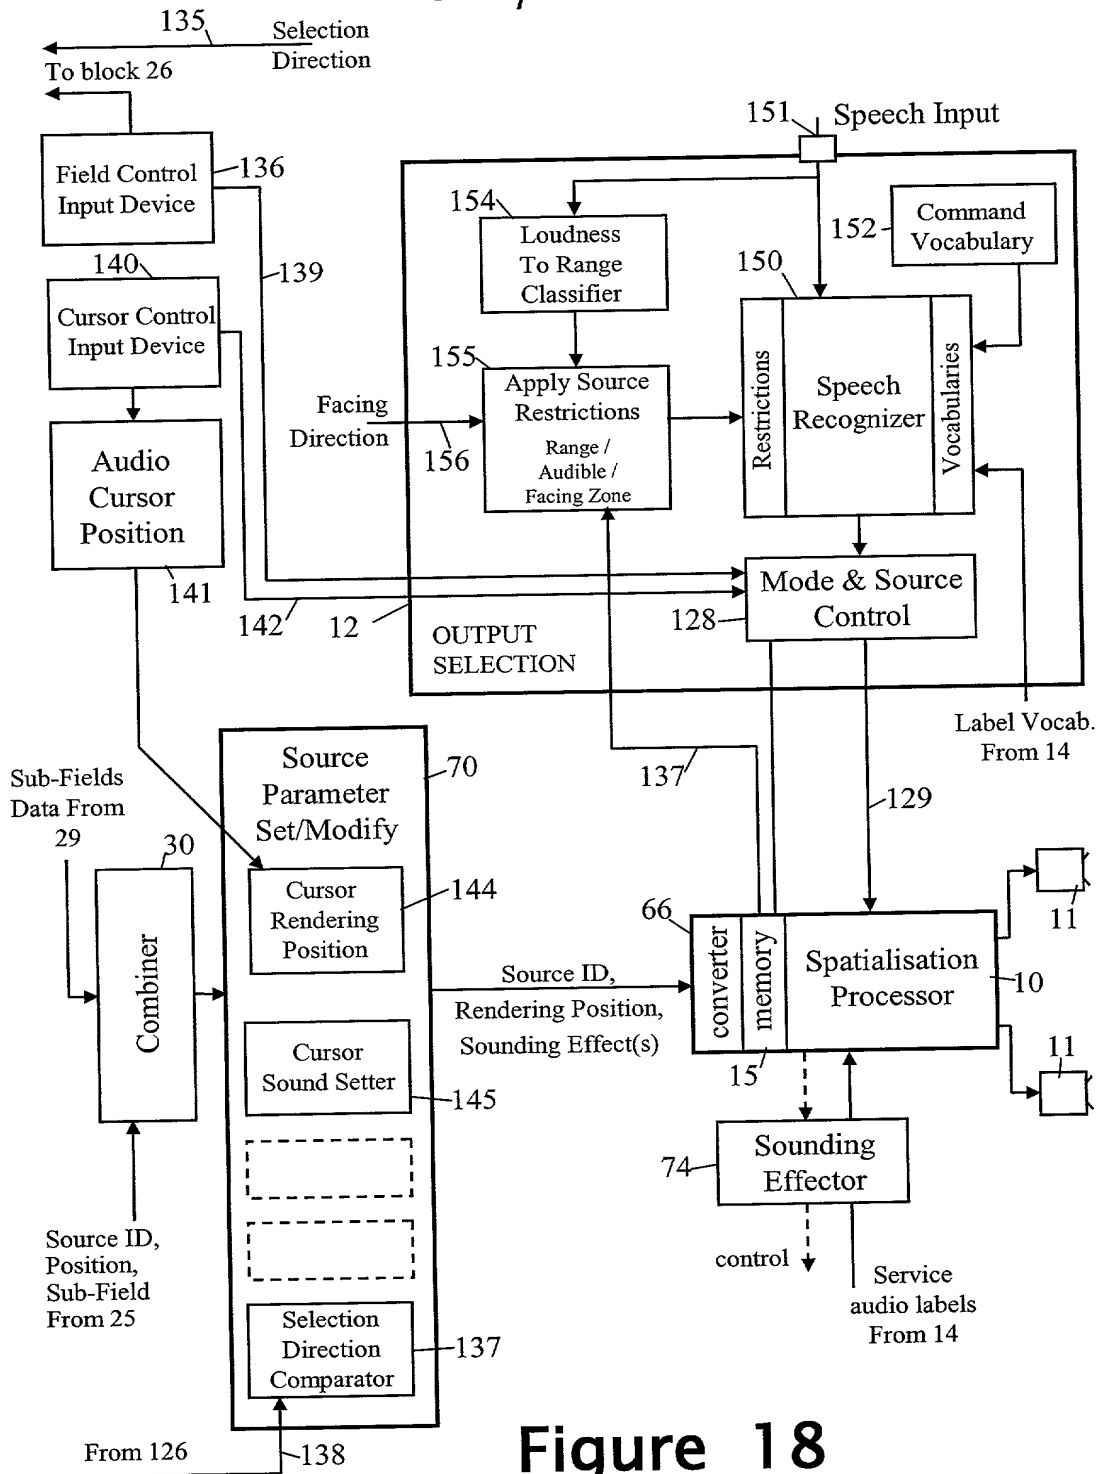 135
Selection
Direction
To block 26
151
Speech Input
Field Control
Input Device
136
154
Loudness
To Range
Classifier
152
Command
Vocabulary
140
139
150
Cursor Control
Input Device
155
Apply Source
Restrictions
Range /
Audible /
Facing Zone
Restrictions
Speech
Recognizer
Vocabularies
Facing
Direction
156
Audio
Cursor
Position
141
142
12
128
Mode & Source
Control
OUTPUT
SELECTION
Label Vocab.
From 14
Source
Parameter
Set/Modify
70
137
129
Sub-Fields
Data From
29
30
Combiner
Cursor
Rendering
Position
144
66
converter
memory
Spatialisation
Processor
10
11
Source ID,
Rendering Position,
Sounding Effect(s)
Cursor
Sound Setter
145
15
11
74
Sounding
Effector
Source ID,
Position,
Sub-Field
From 25
control
Service
audio labels
From 14
Selection
Direction
Comparator
137
From 126
138
Figure 18